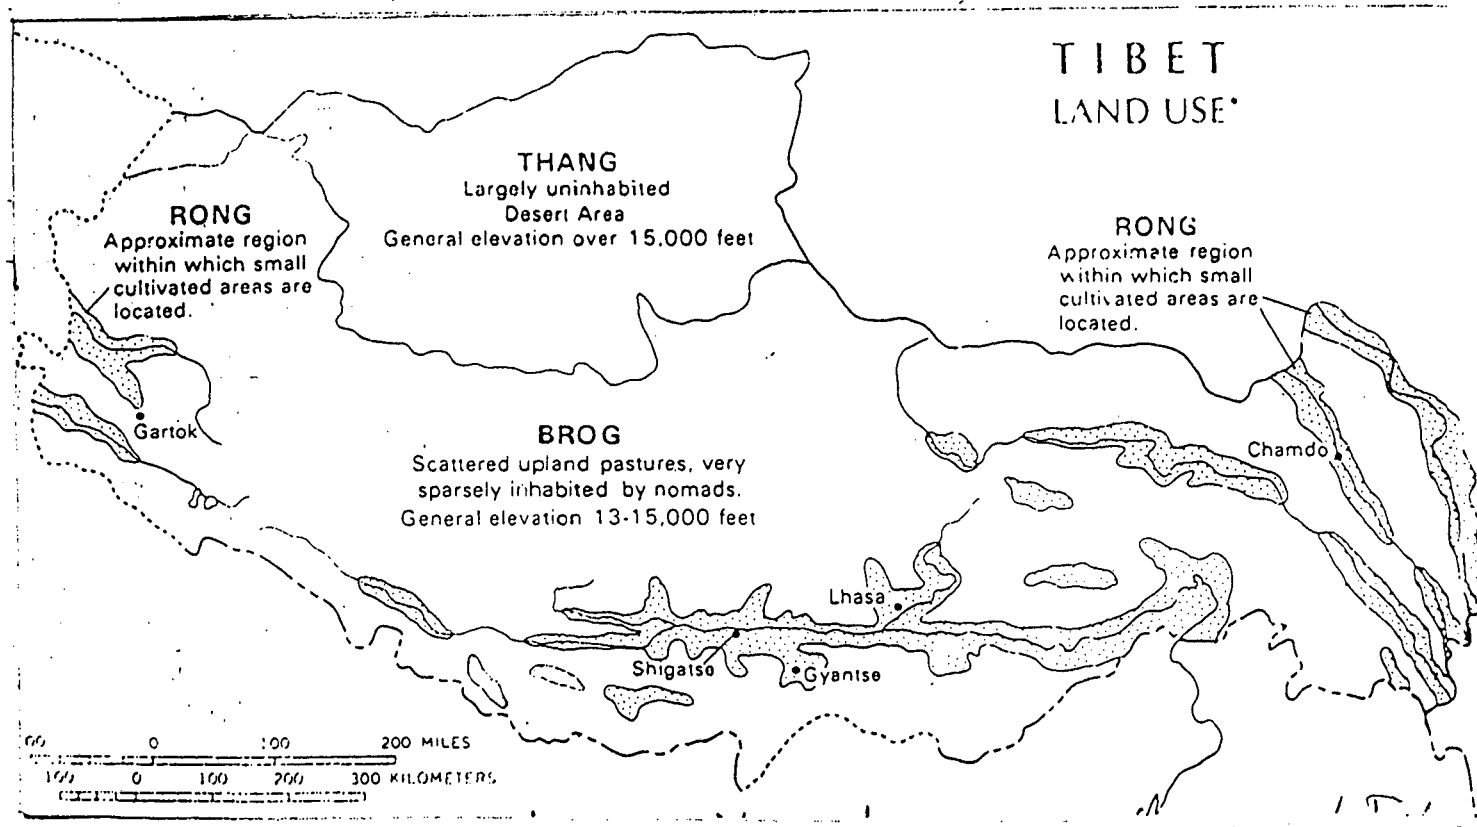 TIBET
LAND USE*
THANG
Largely uninhabited
Desert Area
General elevation over 15,000 feet
RONG
Approximate region
within which small
cultivated areas are
located.
RONG
Approximate region
within which small
cultivated areas are
located.
Gartok
BROG
Scattered upland pastures, very
sparsely inhabited by nomads.
General elevation 13-15,000 feet
Chamdo
Lhasa
Shigatse
Gyantse
0 100 200 MILES
100 0 100 200 300 KILOMETERS